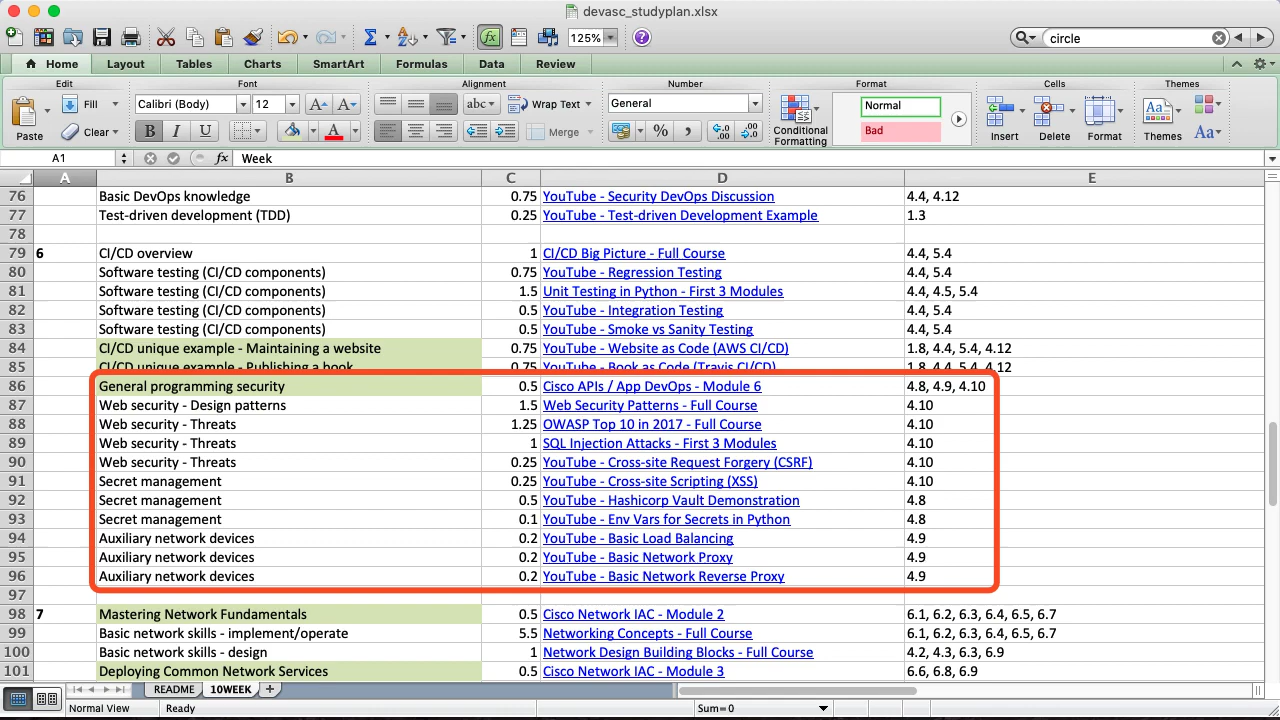 devasc_studyplan.xlsx
125%
circle
Home Layout Tables Charts SmartArt Formulas Data Review
Edit Font Alignment Number Format Cells Themes
Paste Fill Clear
Calibri (Body) 12 A A
B I U A
abc Wrap Text Merge
General
% ,
Conditional Formatting
Normal
Bad
Insert Delete Format
Themes Aa
A1 fx Week
A B C D E
76 Basic DevOps knowledge 0.75 YouTube - Security DevOps Discussion 4.4, 4.12
77 Test-driven development (TDD) 0.25 YouTube - Test-driven Development Example 1.3
78
79 6 CI/CD overview 1 CI/CD Big Picture - Full Course 4.4, 5.4
80 Software testing (CI/CD components) 0.75 YouTube - Regression Testing 4.4, 5.4
81 Software testing (CI/CD components) 1.5 Unit Testing in Python - First 3 Modules 4.4, 4.5, 5.4
82 Software testing (CI/CD components) 0.5 YouTube - Integration Testing 4.4, 5.4
83 Software testing (CI/CD components) 0.5 YouTube - Smoke vs Sanity Testing 4.4, 5.4
84 CI/CD unique example - Maintaining a website 0.75 YouTube - Website as Code (AWS CI/CD) 1.8, 4.4, 5.4, 4.12
85 CI/CD unique example - Publishing a book 0.75 YouTube - Book as Code (Travis CI/CD) 1.8, 4.4, 5.4, 4.12
86 General programming security 0.5 Cisco APIs / App DevOps - Module 6 4.8, 4.9, 4.10
87 Web security - Design patterns 1.5 Web Security Patterns - Full Course 4.10
88 Web security - Threats 1.25 OWASP Top 10 in 2017 - Full Course 4.10
89 Web security - Threats 1 SQL Injection Attacks - First 3 Modules 4.10
90 Web security - Threats 0.25 YouTube - Cross-site Request Forgery (CSRF) 4.10
91 Secret management 0.25 YouTube - Cross-site Scripting (XSS) 4.10
92 Secret management 0.5 YouTube - Hashicorp Vault Demonstration 4.8
93 Secret management 0.1 YouTube - Env Vars for Secrets in Python 4.8
94 Auxiliary network devices 0.2 YouTube - Basic Load Balancing 4.9
95 Auxiliary network devices 0.2 YouTube - Basic Network Proxy 4.9
96 Auxiliary network devices 0.2 YouTube - Basic Network Reverse Proxy 4.9
97
98 7 Mastering Network Fundamentals 0.5 Cisco Network IAC - Module 2 6.1, 6.2, 6.3, 6.4, 6.5, 6.7
99 Basic network skills - implement/operate 5.5 Networking Concepts - Full Course 6.1, 6.2, 6.3, 6.4, 6.5, 6.7
100 Basic network skills - design 1 Network Design Building Blocks - Full Course 4.2, 4.3, 6.3, 6.9
101 Deploying Common Network Services 0.5 Cisco Network IAC - Module 3 6.6, 6.8, 6.9
README 10WEEK +
Normal View Ready Sum=0